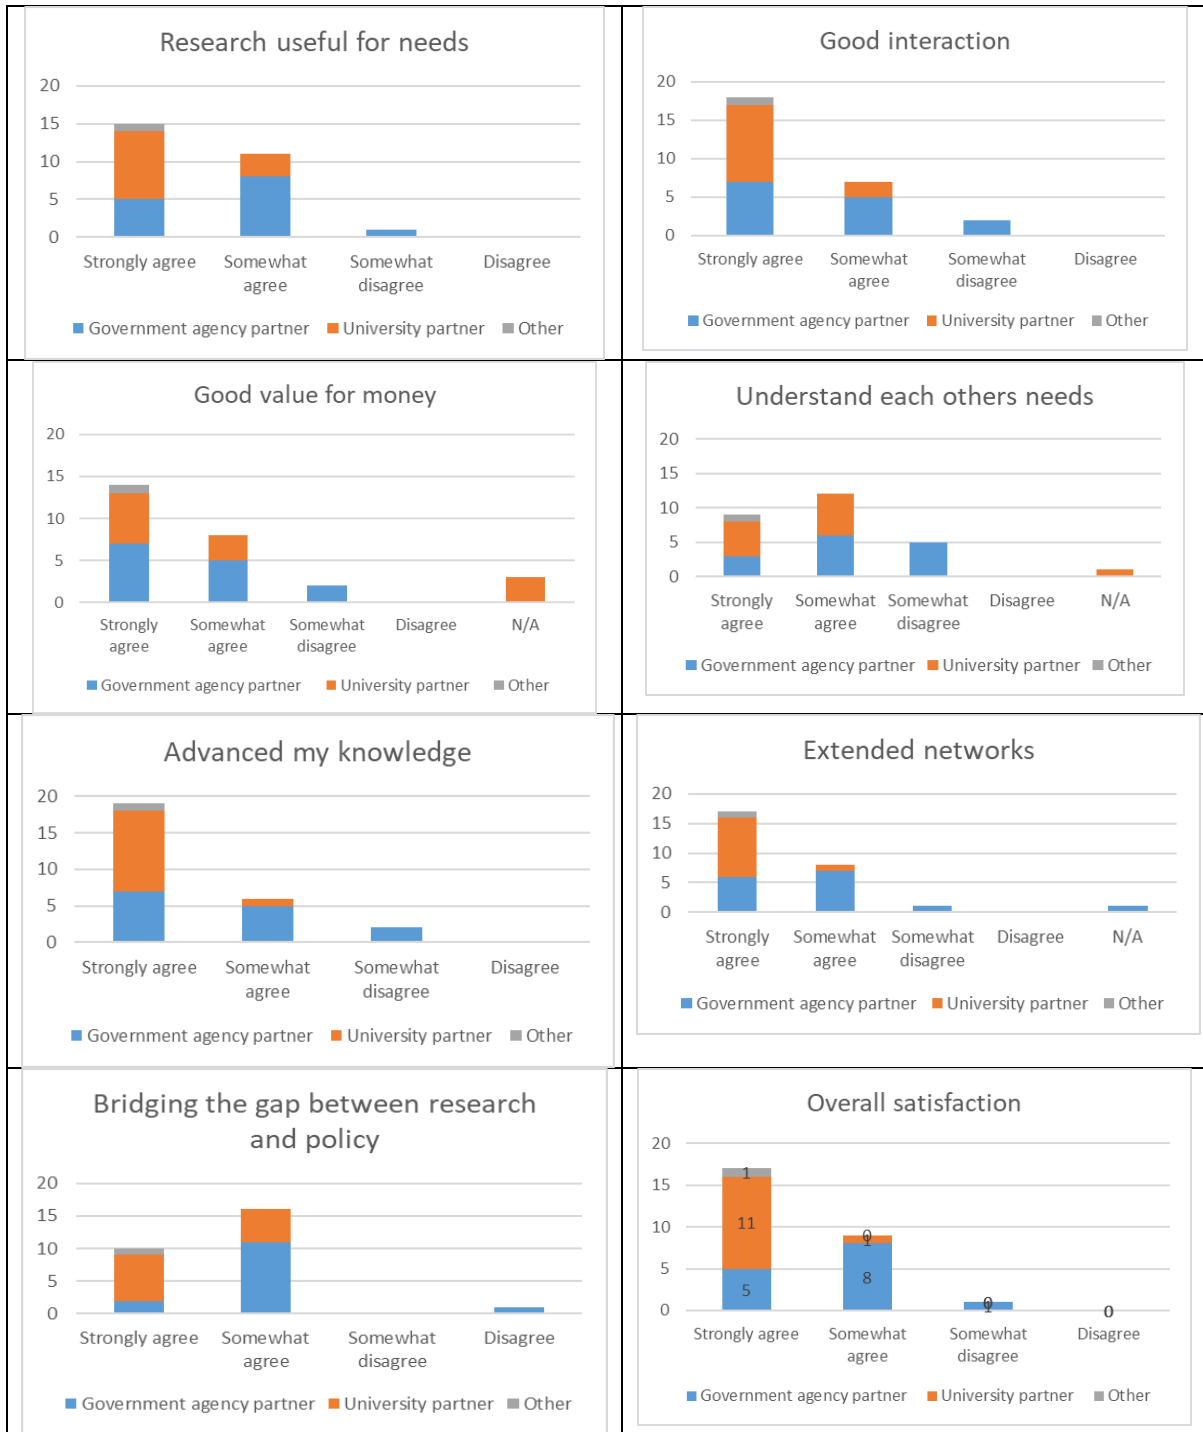 Research useful for needs
20
15
10
5
0
Strongly agree
Somewhat
agree
Somewhat
disagree
Disagree
Government agency partner University partner Other
Good interaction
20
15
10
5
0
Strongly agree
Somewhat
agree
Somewhat
disagree
Disagree
Government agency partner University partner Other
Good value for money
20
15
10
5
0
Strongly
agree
Somewhat
agree
Somewhat
disagree
Disagree
N/A
Government agency partner University partner Other
Understand each others needs
20
15
10
5
0
Strongly
agree
Somewhat
agree
Somewhat
disagree
Disagree
N/A
Government agency partner University partner Other
Advanced my knowledge
20
15
10
5
0
Strongly agree
Somewhat
agree
Somewhat
disagree
Disagree
Government agency partner University partner Other
Extended networks
20
15
10
5
0
Strongly
agree
Somewhat
agree
Somewhat
disagree
Disagree
N/A
Government agency partner University partner Other
Bridging the gap between research
and policy
20
15
10
5
0
Strongly agree
Somewhat
agree
Somewhat
disagree
Disagree
Government agency partner University partner Other
Overall satisfaction
20
15
10
5
0
1
11
5
0
1
8
0
1
0
Strongly agree
Somewhat
agree
Somewhat
disagree
Disagree
Government agency partner University partner Other